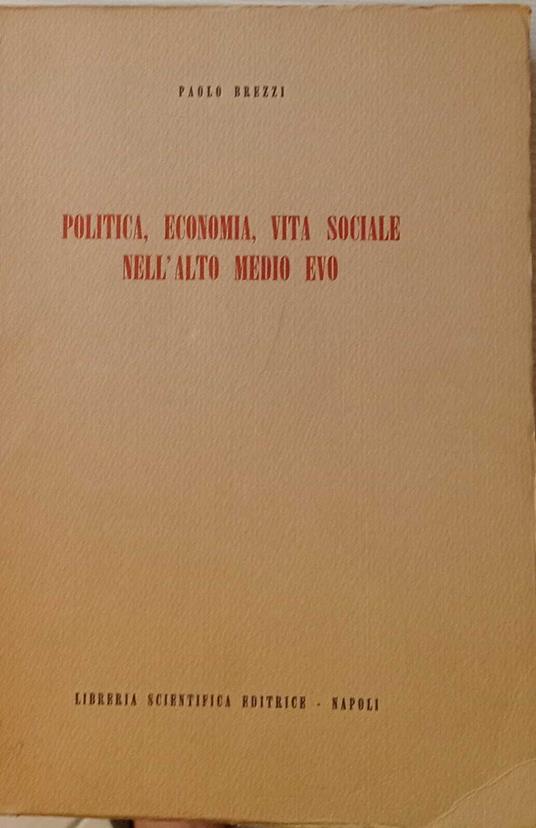 PAOLO BREZZI
POLITICA, ECONOMIA, VITA SOCIALE
NELL'ALTO MEDIO EVO
LIBRERIA SCIENTIFICA EDITRICE - NAPOLI